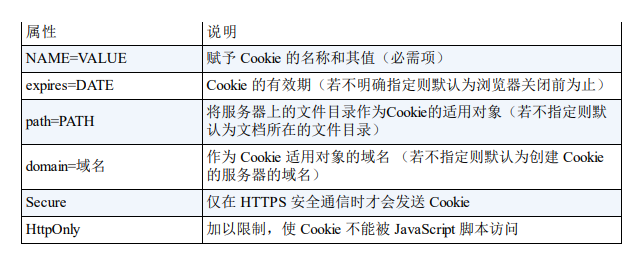 属性 说明
NAME=VALUE 赋予 Cookie 的名称和其值（必需项）
expires=DATE Cookie 的有效期（若不明确指定则默认为浏览器关闭前为止）
path=PATH 将服务器上的文件目录作为Cookie的适用对象（若不指定则默
认为文档所在的文件目录）
domain=域名 作为 Cookie 适用对象的域名 （若不指定则默认为创建 Cookie
的服务器的域名）
Secure 仅在 HTTPS 安全通信时才会发送 Cookie
HttpOnly 加以限制，使 Cookie 不能被 JavaScript 脚本访问